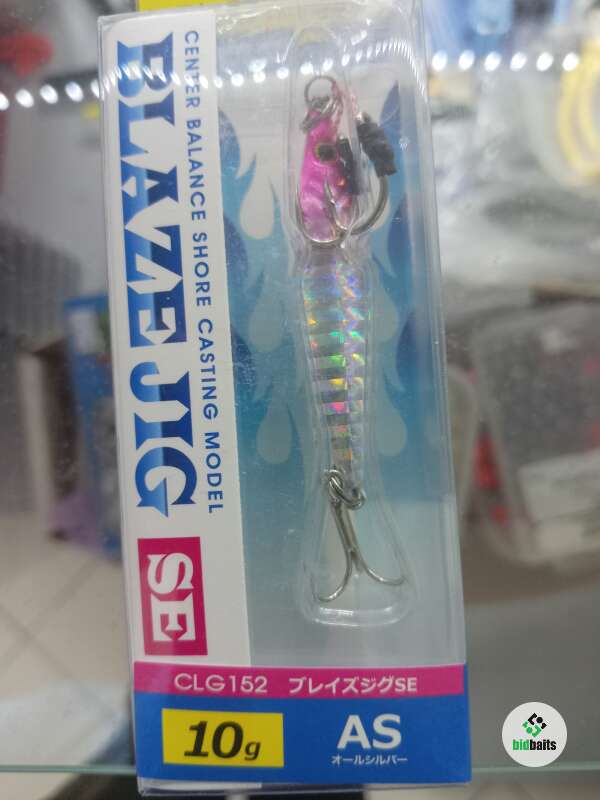 CENTER BALANCE SHORE CASTING MODEL
BLAZE JIG
SE
CLG152 ブレイズジグSE
10g
AS
オールシルバー
bidbaits